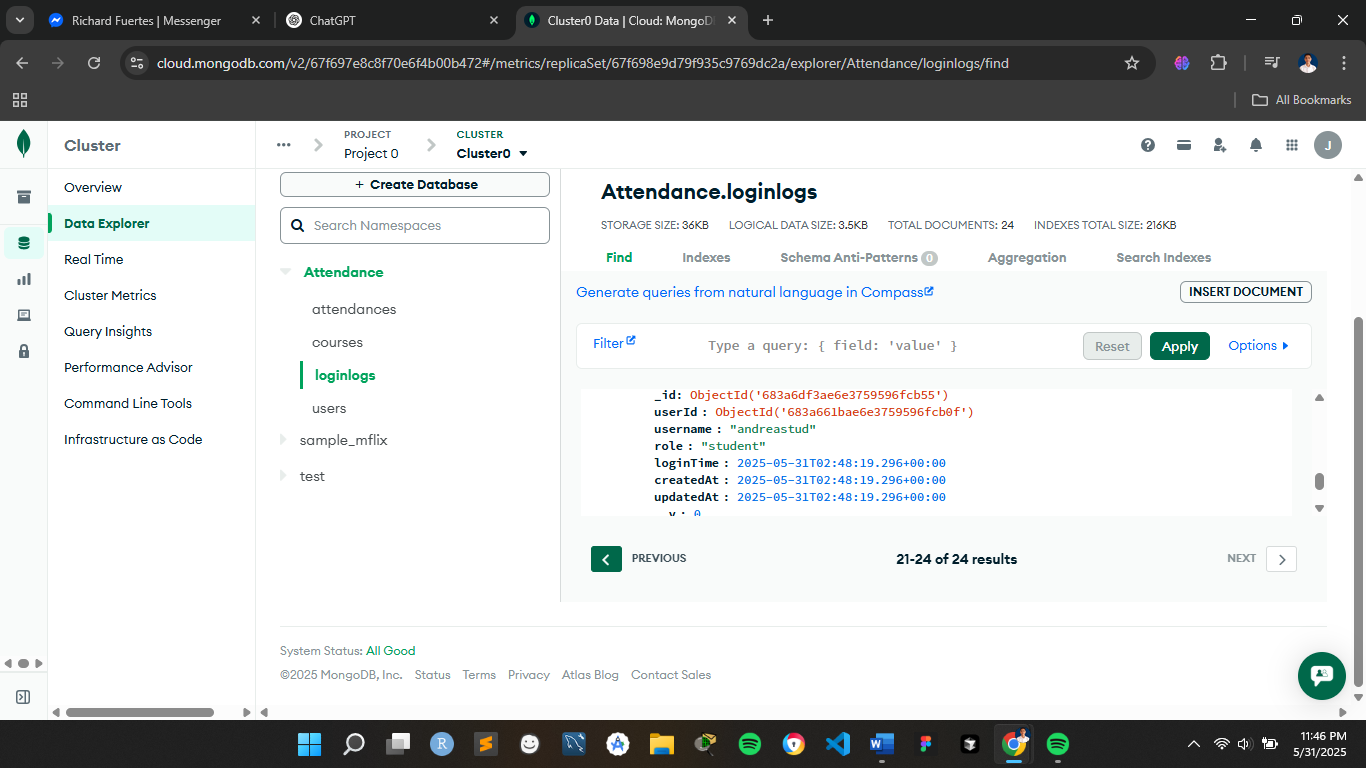 Richard Fuertes | Messenger
ChatGPT
Cluster0 Data | Cloud: MongoD
cloud.mongodb.com/v2/67f697e8c8f70e6f4b00b472#/metrics/replicaSet/67f698e9d79f935c9769dc2a/explorer/Attendance/loginlogs/find
All Bookmarks
Cluster
PROJECT
Project 0
CLUSTER
Cluster0
J
Overview
Data Explorer
Real Time
Cluster Metrics
Query Insights
Performance Advisor
Command Line Tools
Infrastructure as Code
+ Create Database
Search Namespaces
Attendance
attendances
courses
loginlogs
users
sample_mflix
test
Attendance.loginlogs
STORAGE SIZE: 36KB LOGICAL DATA SIZE: 3.5KB TOTAL DOCUMENTS: 24 INDEXES TOTAL SIZE: 216KB
Find Indexes Schema Anti-Patterns 0 Aggregation Search Indexes
Generate queries from natural language in Compass
INSERT DOCUMENT
Filter
Type a query: { field: 'value' }
Reset
Apply
Options
_id: ObjectId('683a6df3ae6e3759596fcb55')
userId : ObjectId('683a661bae6e3759596fcb0f')
username : "andreastud"
role : "student"
loginTime : 2025-05-31T02:48:19.296+00:00
createdAt : 2025-05-31T02:48:19.296+00:00
updatedAt : 2025-05-31T02:48:19.296+00:00
__v : 0
PREVIOUS
21-24 of 24 results
NEXT
System Status: All Good
©2025 MongoDB, Inc. Status Terms Privacy Atlas Blog Contact Sales
11:46 PM
5/31/2025